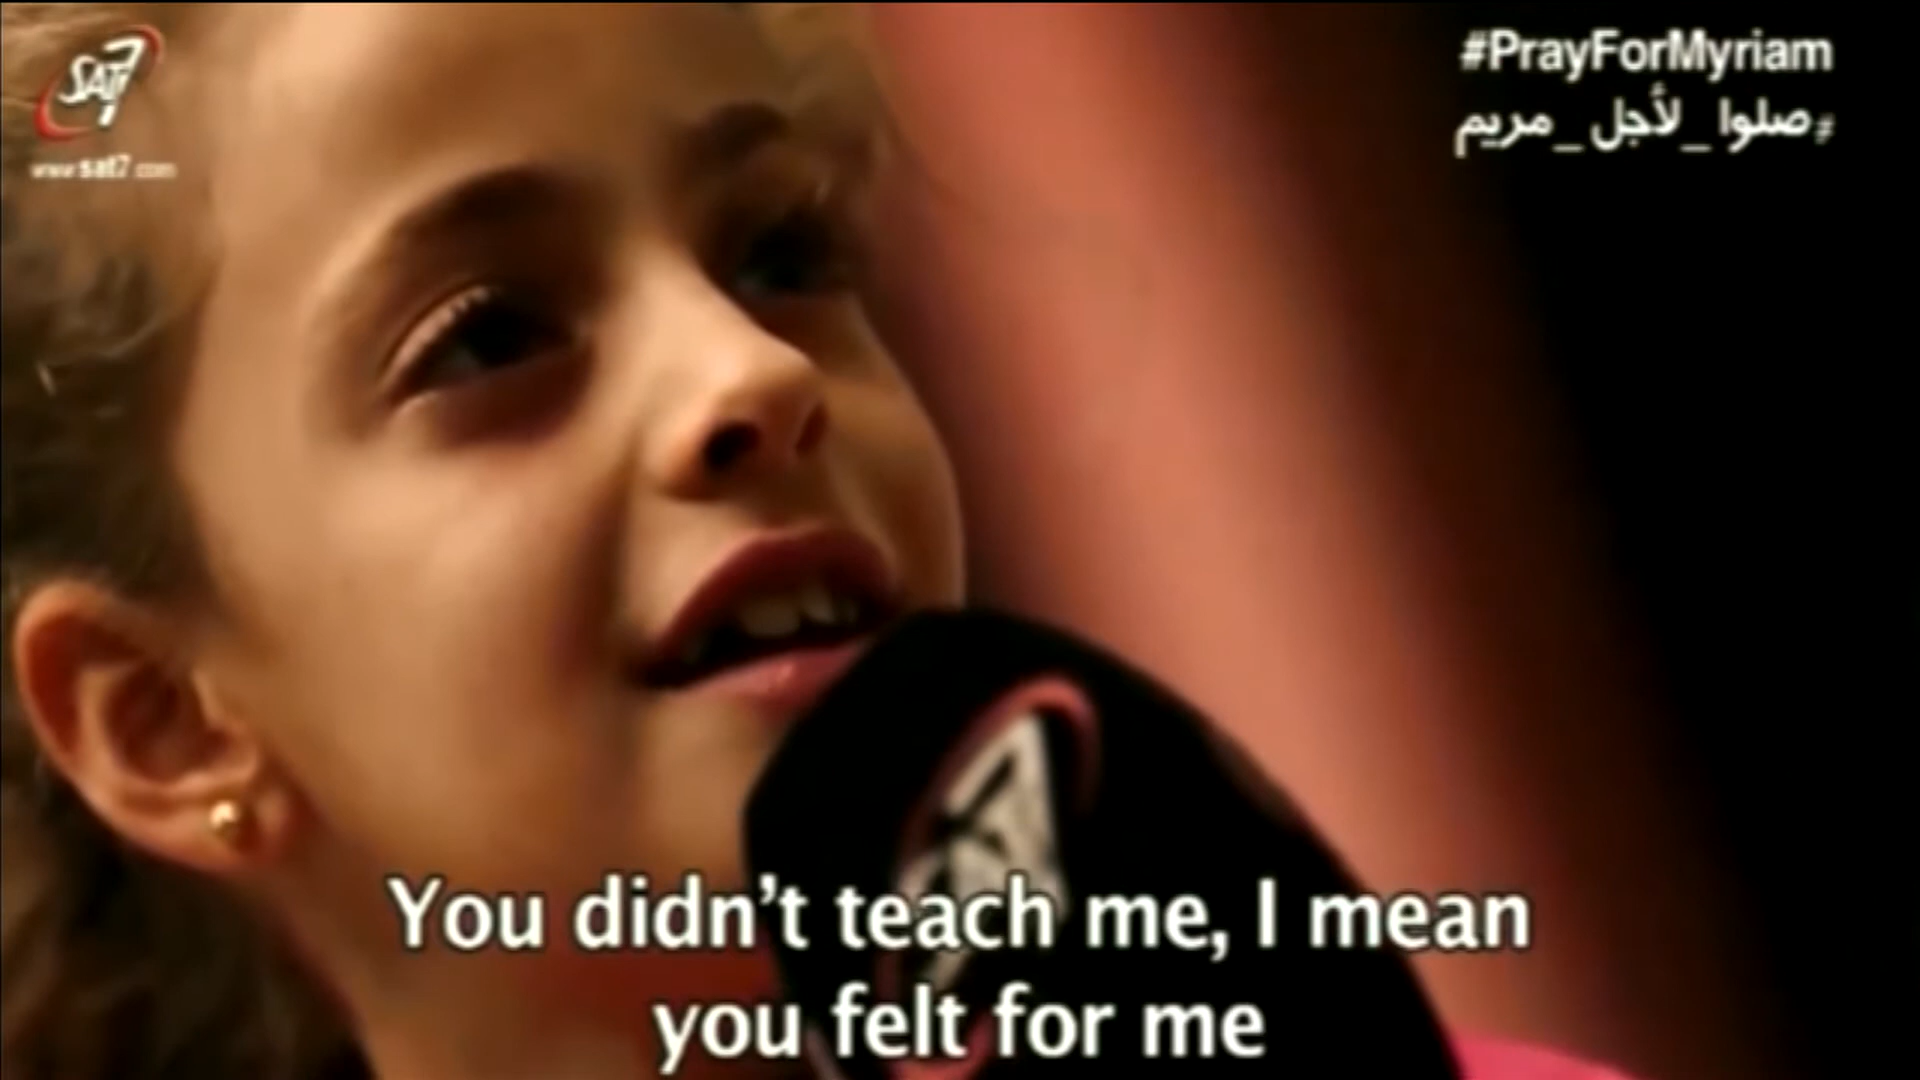 SAT7
www.sat7.com
#PrayForMyriam
#صلوا_لأجل_مريم
You didn't teach me, I mean
you felt for me